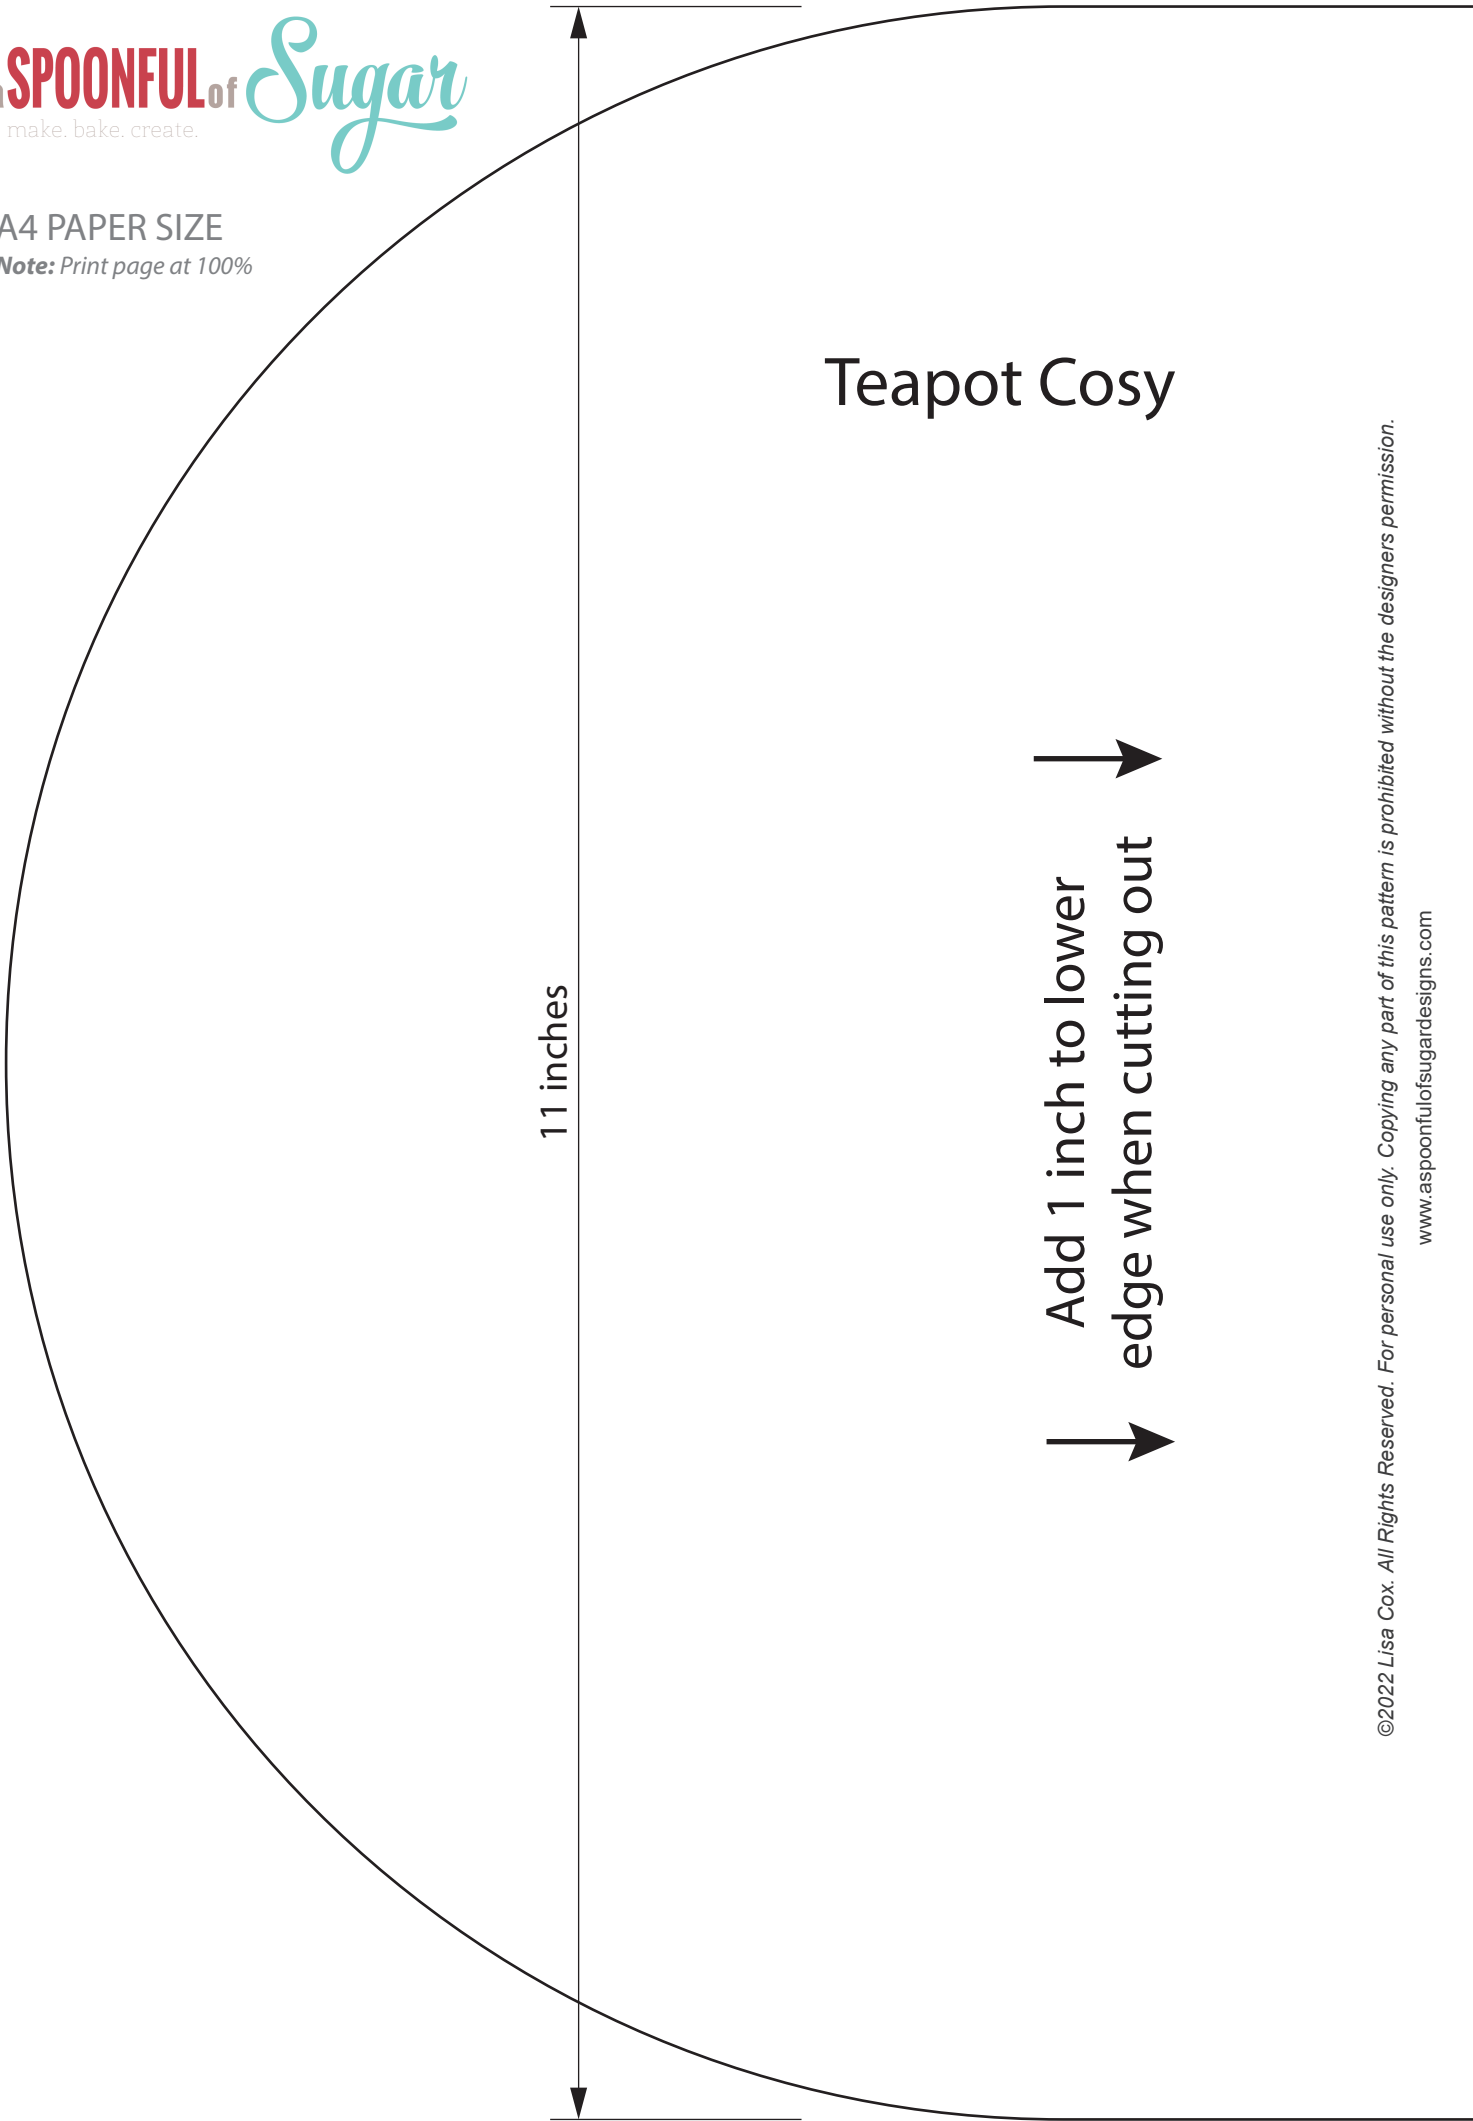 a SPOONFUL of Sugar
make. bake. create.
A4 PAPER SIZE
Note: Print page at 100%
Teapot Cosy
11 inches
Add 1 inch to lower
edge when cutting out
©2022 Lisa Cox. All Rights Reserved. For personal use only. Copying any part of this pattern is prohibited without the designers permission.
www.aspoonfulofsugardesigns.com